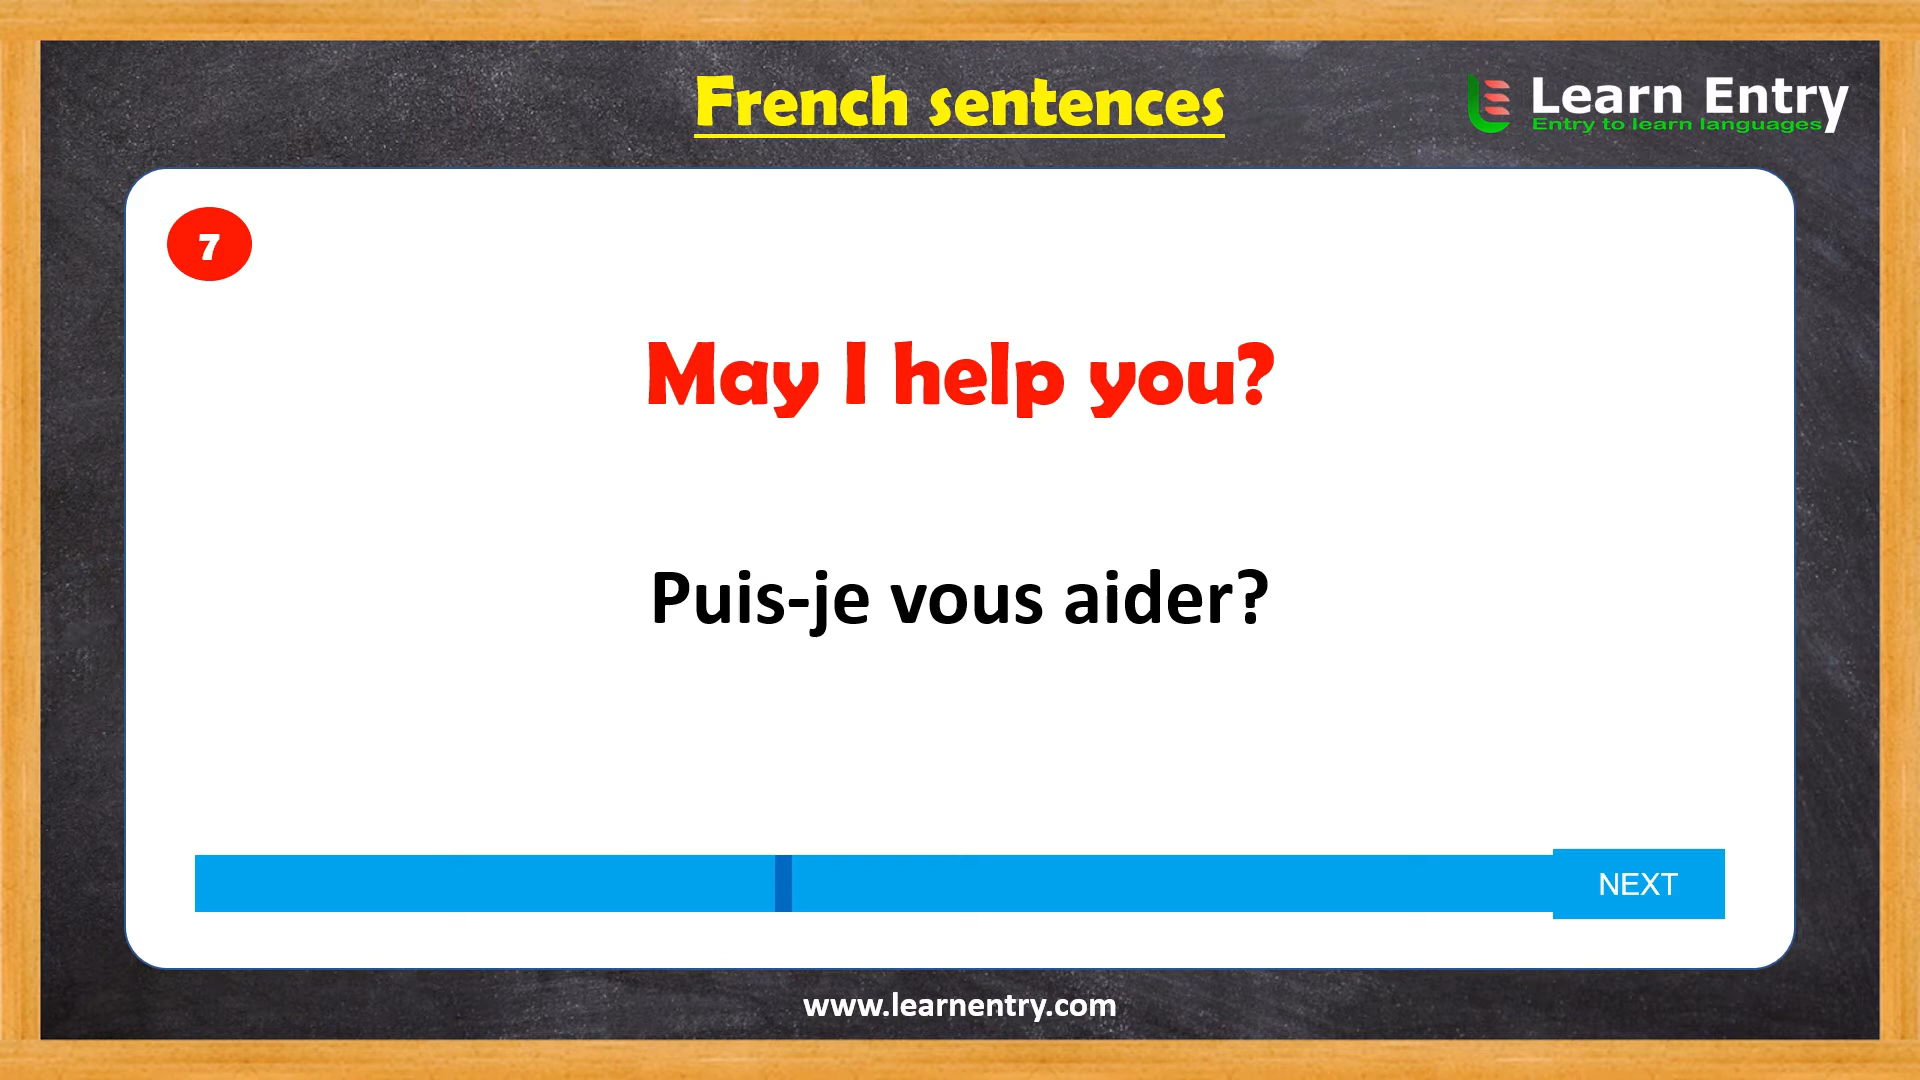 French sentences
Learn Entry
Entry to learn languages
7
May I help you?
Puis-je vous aider?
NEXT
www.learnentry.com